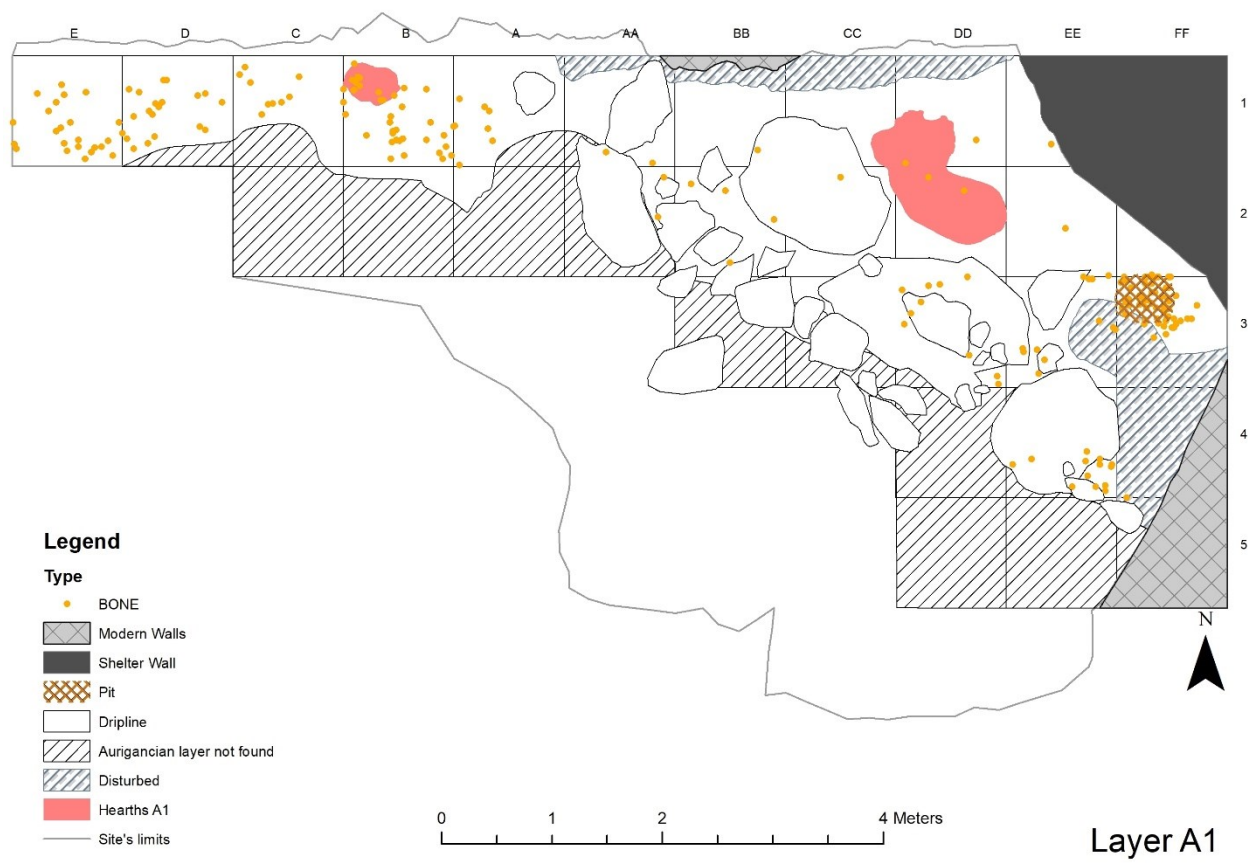 E D C B A AA BB CC DD EE FF
1
2
3
4
5
N
Legend
Type
BONE
Modern Walls
Shelter Wall
Pit
Dripline
Aurigancian layer not found
Disturbed
Hearths A1
Site's limits
0 1 2 4 Meters
Layer A1